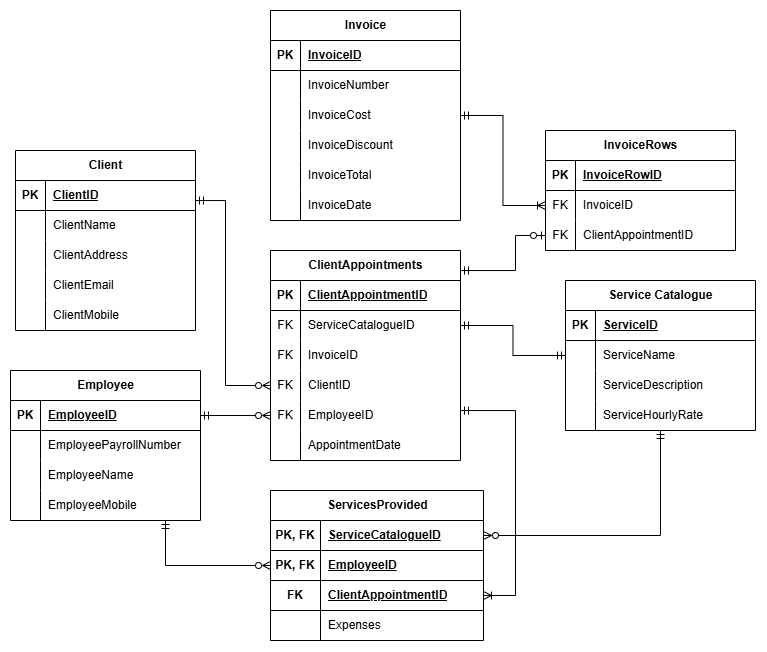 Invoice
PK InvoiceID
InvoiceNumber
InvoiceCost
InvoiceDiscount
InvoiceTotal
InvoiceDate
InvoiceRows
PK InvoiceRowID
FK InvoiceID
FK ClientAppointmentID
Client
PK ClientID
ClientName
ClientAddress
ClientEmail
ClientMobile
ClientAppointments
PK ClientAppointmentID
FK ServiceCatalogueID
FK InvoiceID
FK ClientID
FK EmployeeID
AppointmentDate
Service Catalogue
PK ServiceID
ServiceName
ServiceDescription
ServiceHourlyRate
Employee
PK EmployeeID
EmployeePayrollNumber
EmployeeName
EmployeeMobile
ServicesProvided
PK, FK ServiceCatalogueID
PK, FK EmployeeID
FK ClientAppointmentID
Expenses